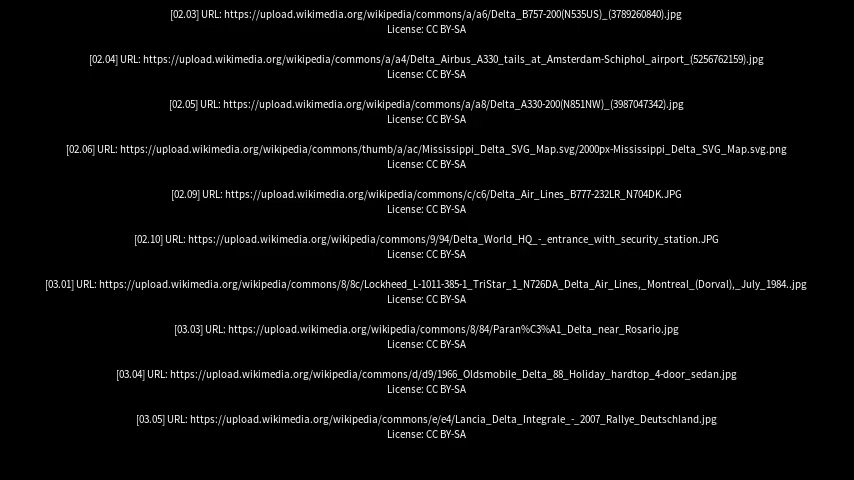 [02.03] URL: https://upload.wikimedia.org/wikipedia/commons/a/a6/Delta_B757-200(N535US)_(3789260840).jpg
License: CC BY-SA
[02.04] URL: https://upload.wikimedia.org/wikipedia/commons/a/a4/Delta_Airbus_A330_tails_at_Amsterdam-Schiphol_airport_(5256762159).jpg
License: CC BY-SA
[02.05] URL: https://upload.wikimedia.org/wikipedia/commons/a/a8/Delta_A330-200(N851NW)_(3987047342).jpg
License: CC BY-SA
[02.06] URL: https://upload.wikimedia.org/wikipedia/commons/thumb/a/ac/Mississippi_Delta_SVG_Map.svg/2000px-Mississippi_Delta_SVG_Map.svg.png
License: CC BY-SA
[02.09] URL: https://upload.wikimedia.org/wikipedia/commons/c/c6/Delta_Air_Lines_B777-232LR_N704DK.JPG
License: CC BY-SA
[02.10] URL: https://upload.wikimedia.org/wikipedia/commons/9/94/Delta_World_HQ_-_entrance_with_security_station.JPG
License: CC BY-SA
[03.01] URL: https://upload.wikimedia.org/wikipedia/commons/8/8c/Lockheed_L-1011-385-1_TriStar_1_N726DA_Delta_Air_Lines,_Montreal_(Dorval),_July_1984..jpg
License: CC BY-SA
[03.03] URL: https://upload.wikimedia.org/wikipedia/commons/8/84/Paran%C3%A1_Delta_near_Rosario.jpg
License: CC BY-SA
[03.04] URL: https://upload.wikimedia.org/wikipedia/commons/d/d9/1966_Oldsmobile_Delta_88_Holiday_hardtop_4-door_sedan.jpg
License: CC BY-SA
[03.05] URL: https://upload.wikimedia.org/wikipedia/commons/e/e4/Lancia_Delta_Integrale_-_2007_Rallye_Deutschland.jpg
License: CC BY-SA